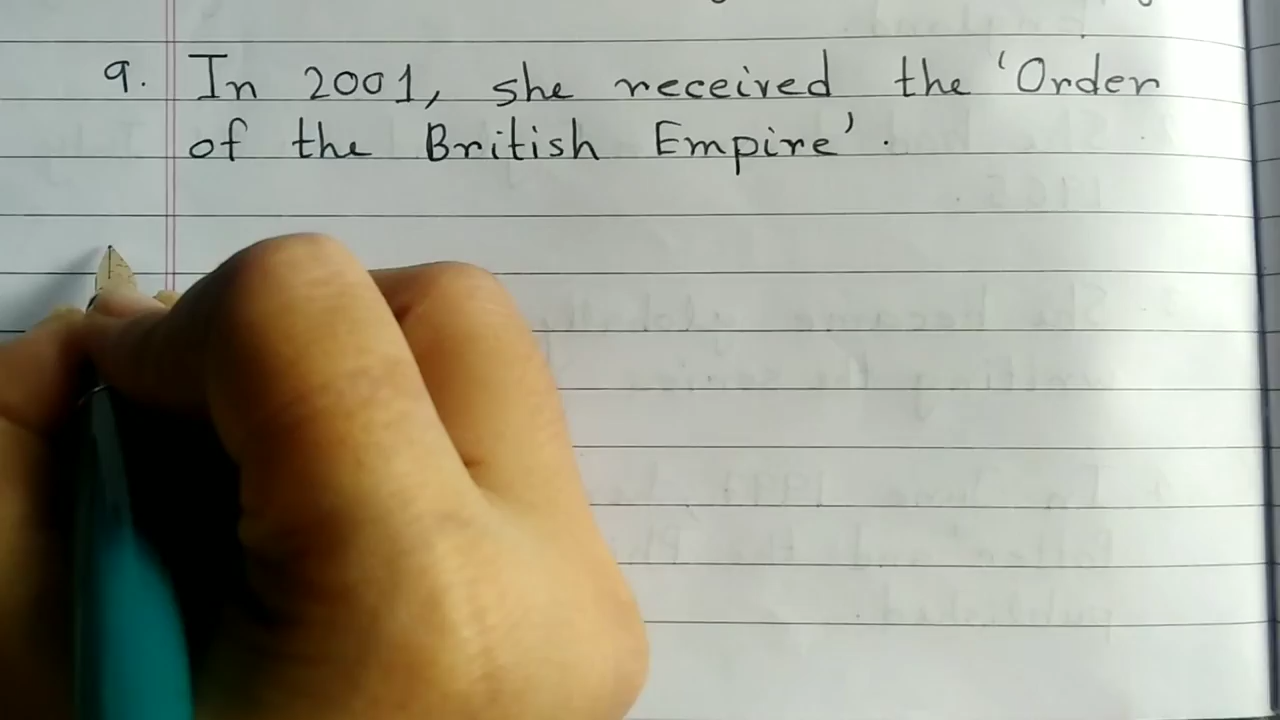 9. In 2001, she received the 'Order
of the British Empire'.